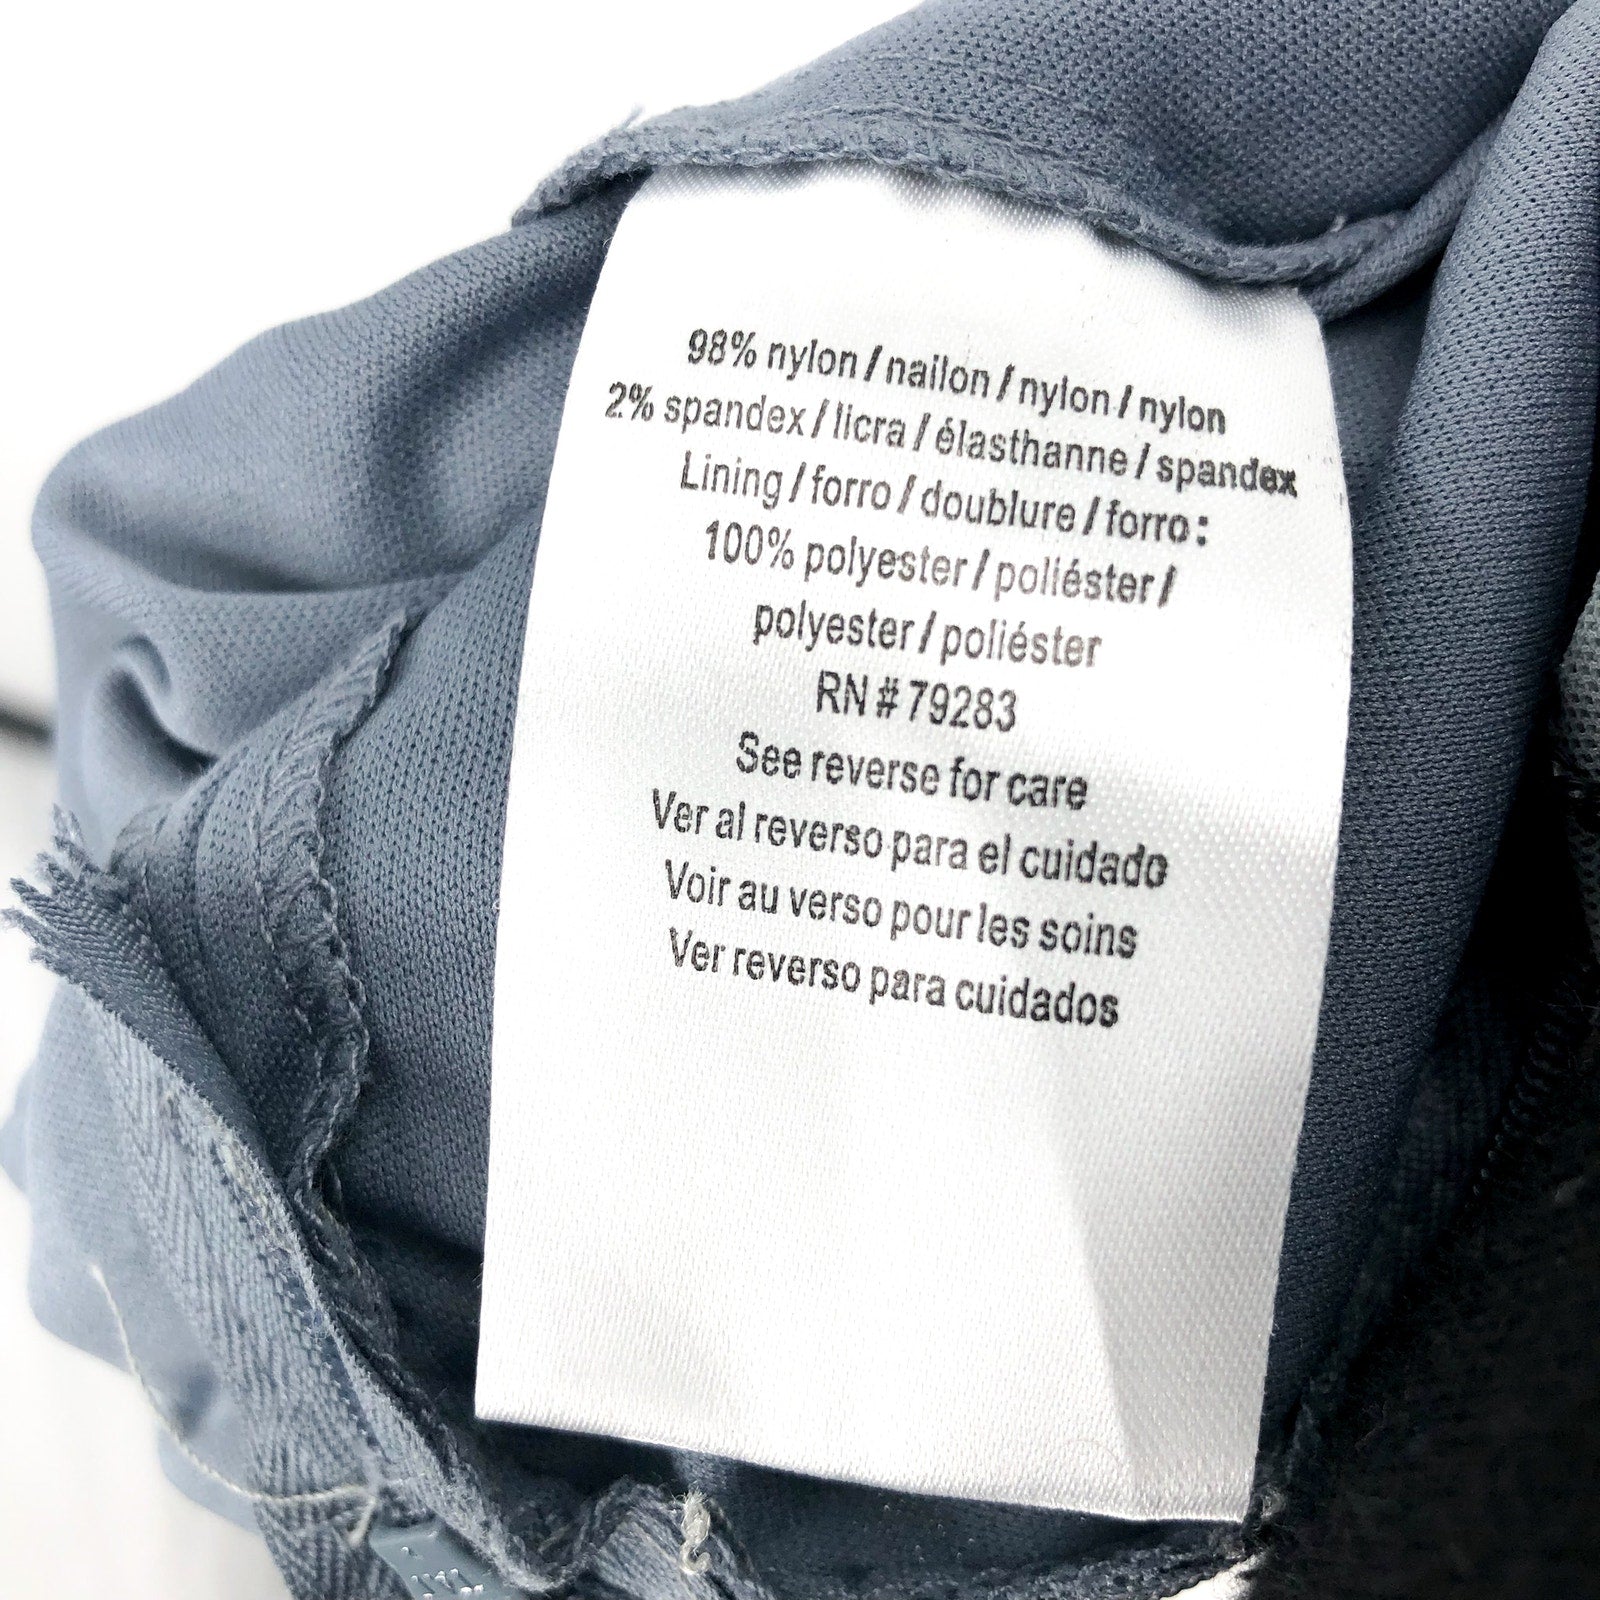 98% nylon / nailon / nylon / nylon
2% spandex / licra / élasthanne / spandex
Lining / forro / doublure / forro :
100% polyester / poliéster /
polyester / poliéster
RN # 79283
See reverse for care
Ver al reverso para el cuidado
Voir au verso pour les soins
Ver reverso para cuidados